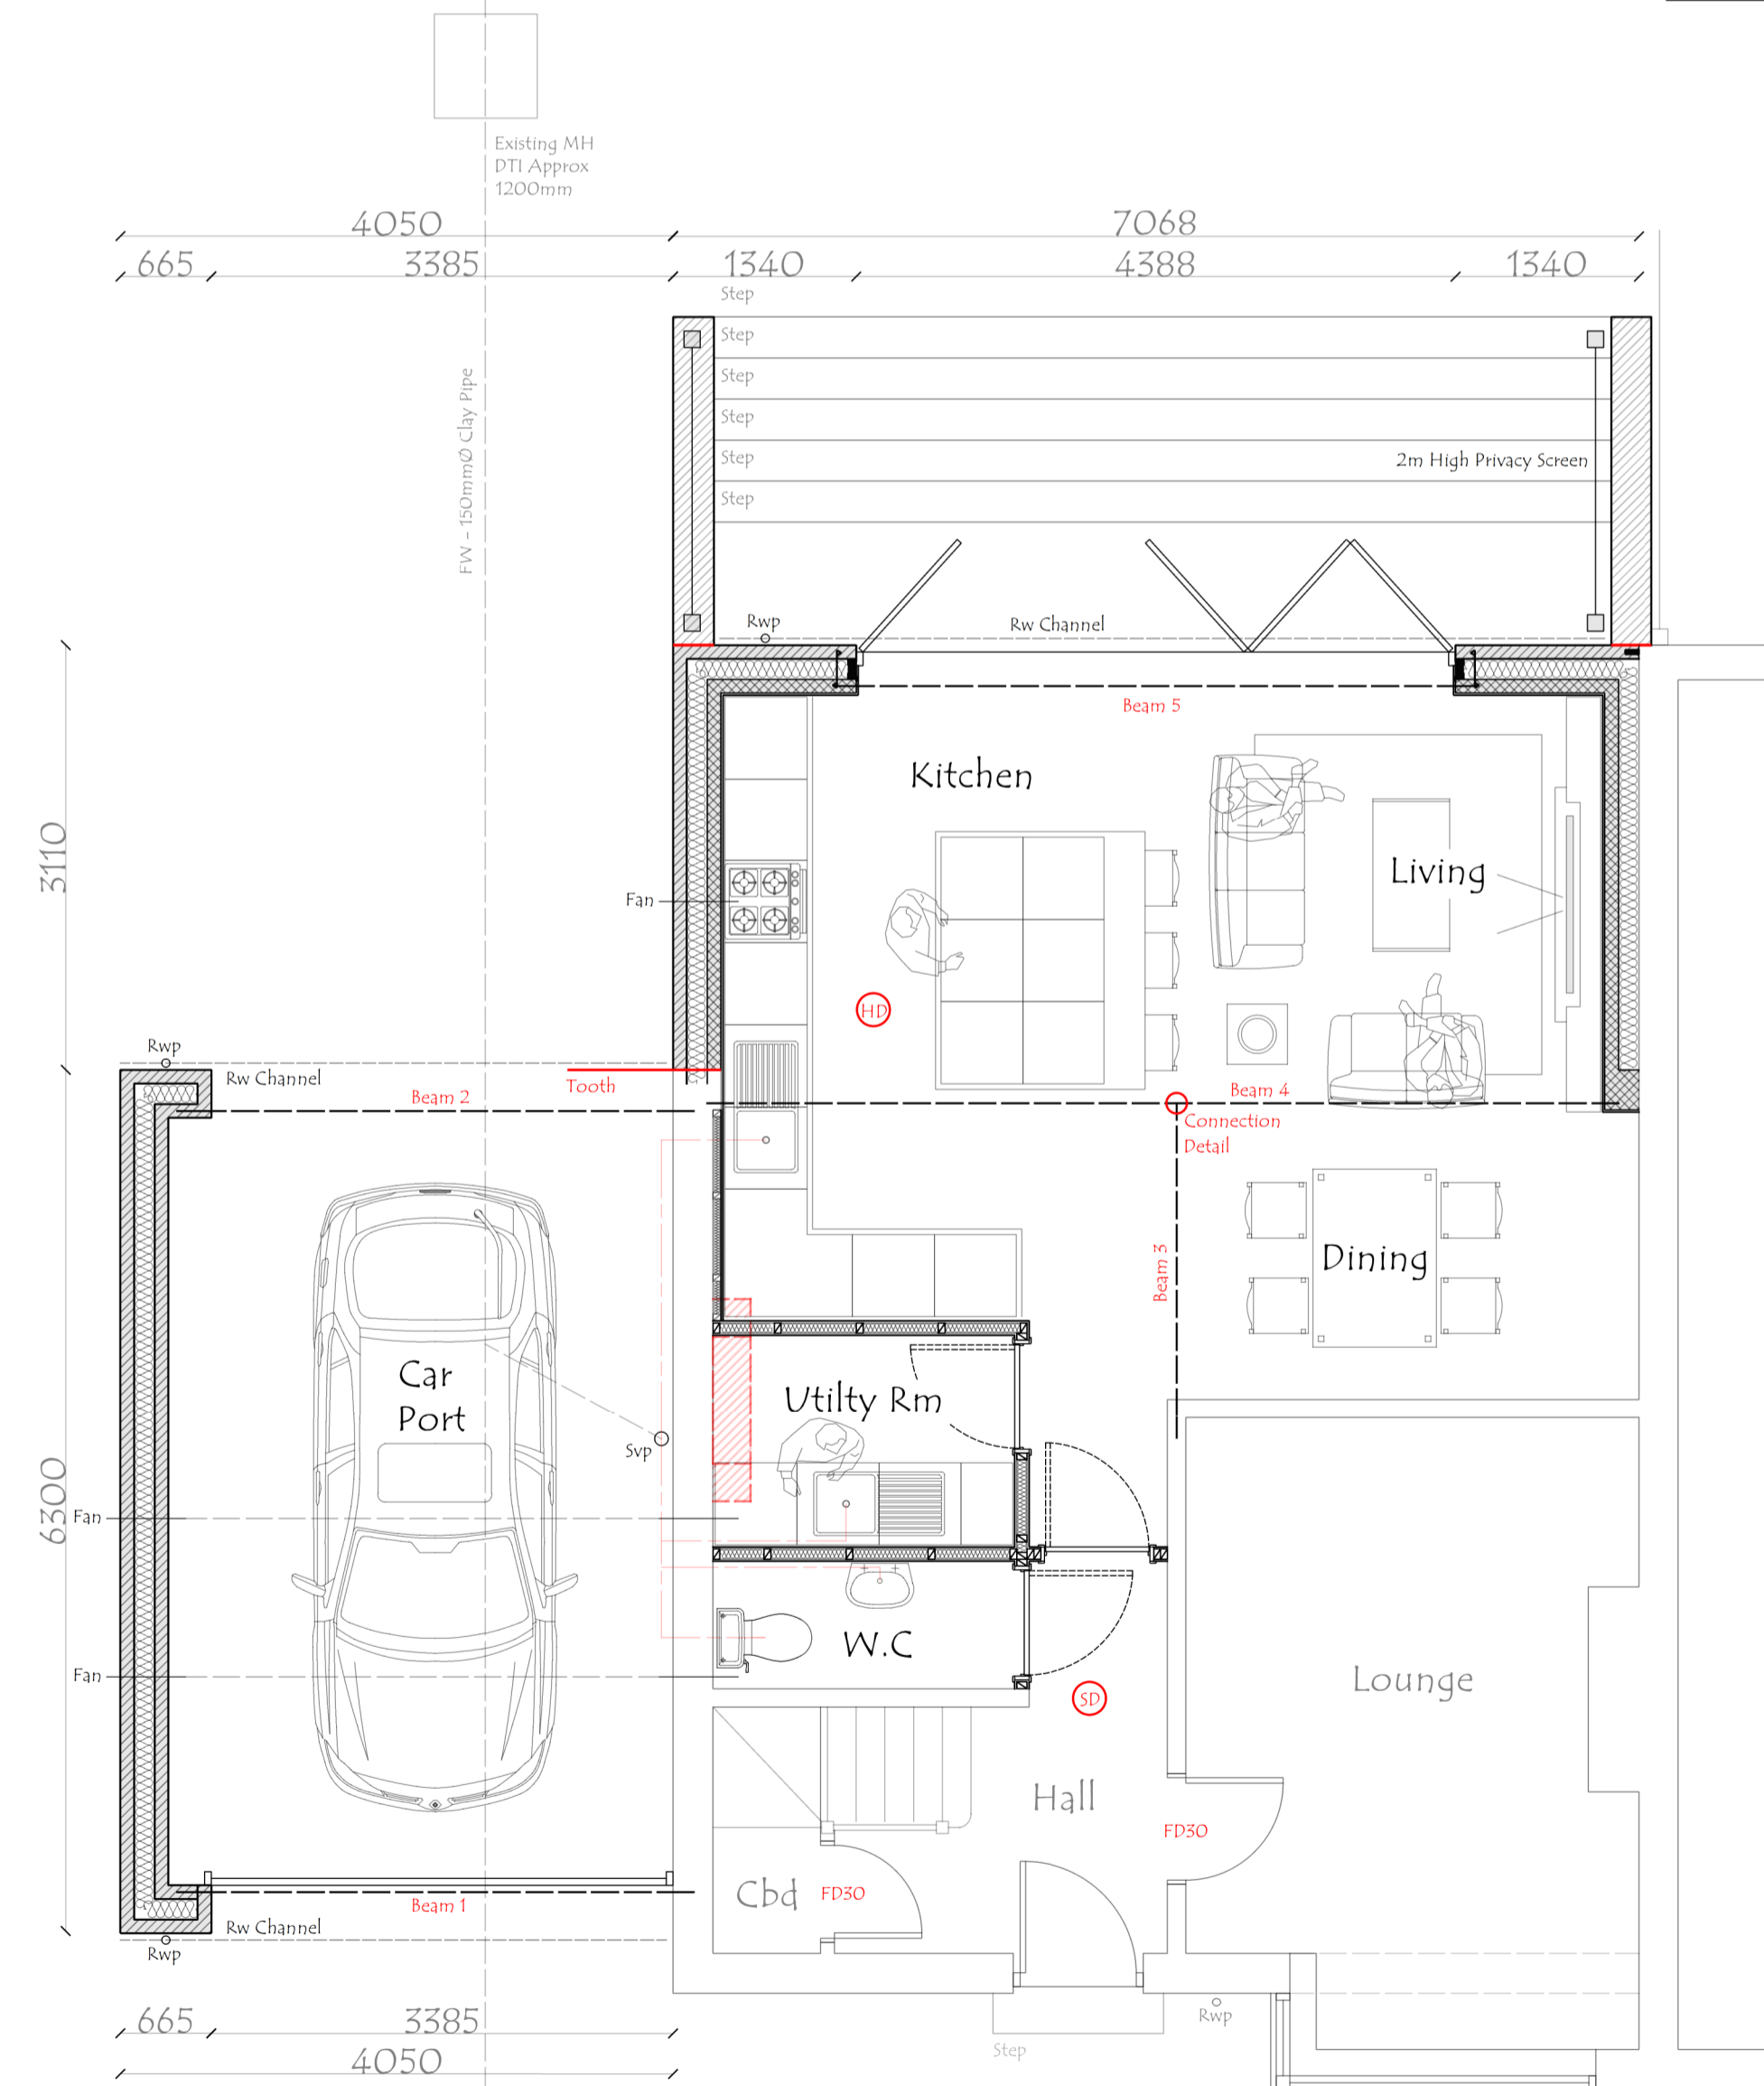 Existing MH
DTI Approx
1200mm
4050
7068
665
3385
1340
4388
1340
Step
Step
Step
Step
Step
Step
FW - 150mmØ Clay Pipe
2m High Privacy Screen
Rwp
Rw Channel
Beam 5
Kitchen
Living
3110
Fan
HD
Rwp
Rw Channel
Tooth
Beam 2
Beam 4
Connection
Detail
Beam 3
Dining
Car
Port
Utilty Rm
Svp
6300
Fan
W.C
Fan
SD
Lounge
Hall
FD30
Cbd
FD30
Beam 1
Rw Channel
Rwp
Rwp
Step
665
3385
4050